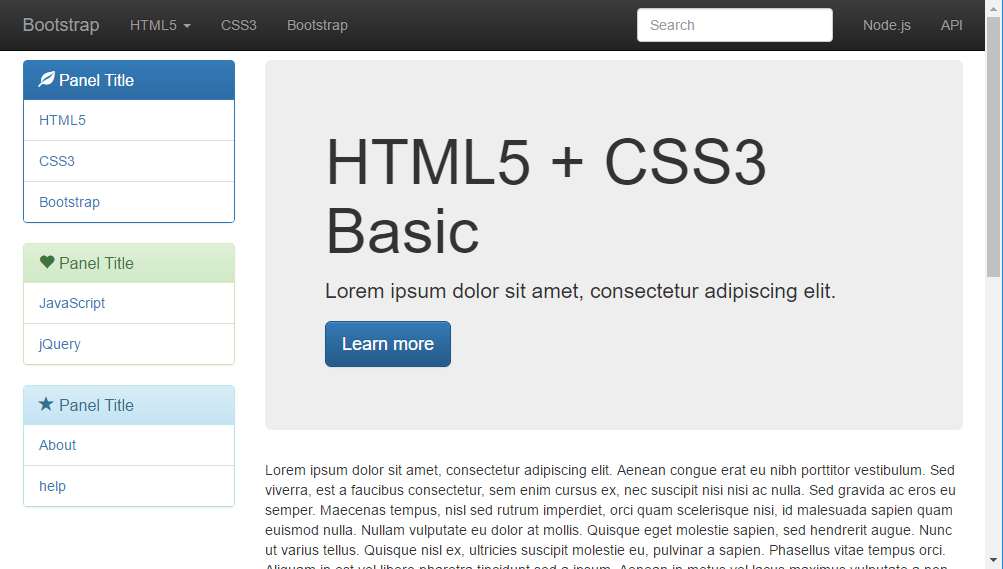 Bootstrap HTML5 CSS3 Bootstrap Search Node.js API
Panel Title
HTML5
CSS3
Bootstrap
Panel Title
JavaScript
jQuery
Panel Title
About
help
HTML5 + CSS3
Basic
Lorem ipsum dolor sit amet, consectetur adipiscing elit.
Learn more
Lorem ipsum dolor sit amet, consectetur adipiscing elit. Aenean congue erat eu nibh porttitor vestibulum. Sed
viverra, est a faucibus consectetur, sem enim cursus ex, nec suscipit nisi nisi ac nulla. Sed gravida ac eros eu
semper. Maecenas tempus, nisl sed rutrum imperdiet, orci quam scelerisque nisi, id malesuada sapien quam
euismod nulla. Nullam vulputate eu dolor at mollis. Quisque eget molestie sapien, sed hendrerit augue. Nunc
ut varius tellus. Quisque nisl ex, ultricies suscipit molestie eu, pulvinar a sapien. Phasellus vitae tempus orci.